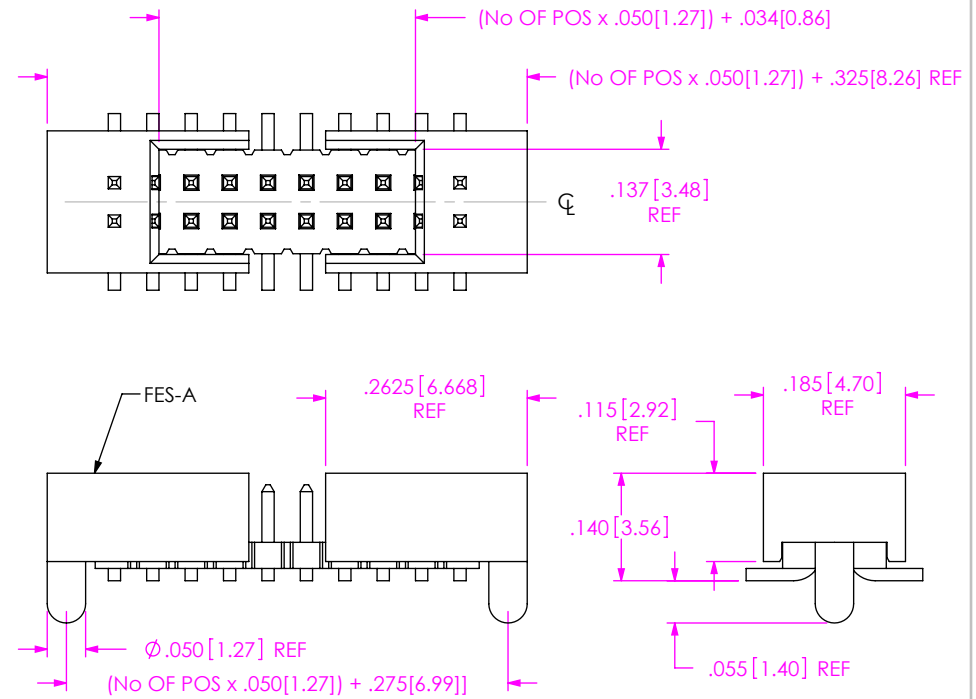 (No OF POS x .050[1.27]) + .034[0.86]
(No OF POS x .050[1.27]) + .325[8.26] REF
.137[3.48]
REF
℄
FES-A
.2625[6.668]
REF
.115[2.92]
REF
.185[4.70]
REF
.140[3.56]
Ø.050[1.27] REF
(No OF POS x .050[1.27]) + .275[6.99]]
.055[1.40] REF